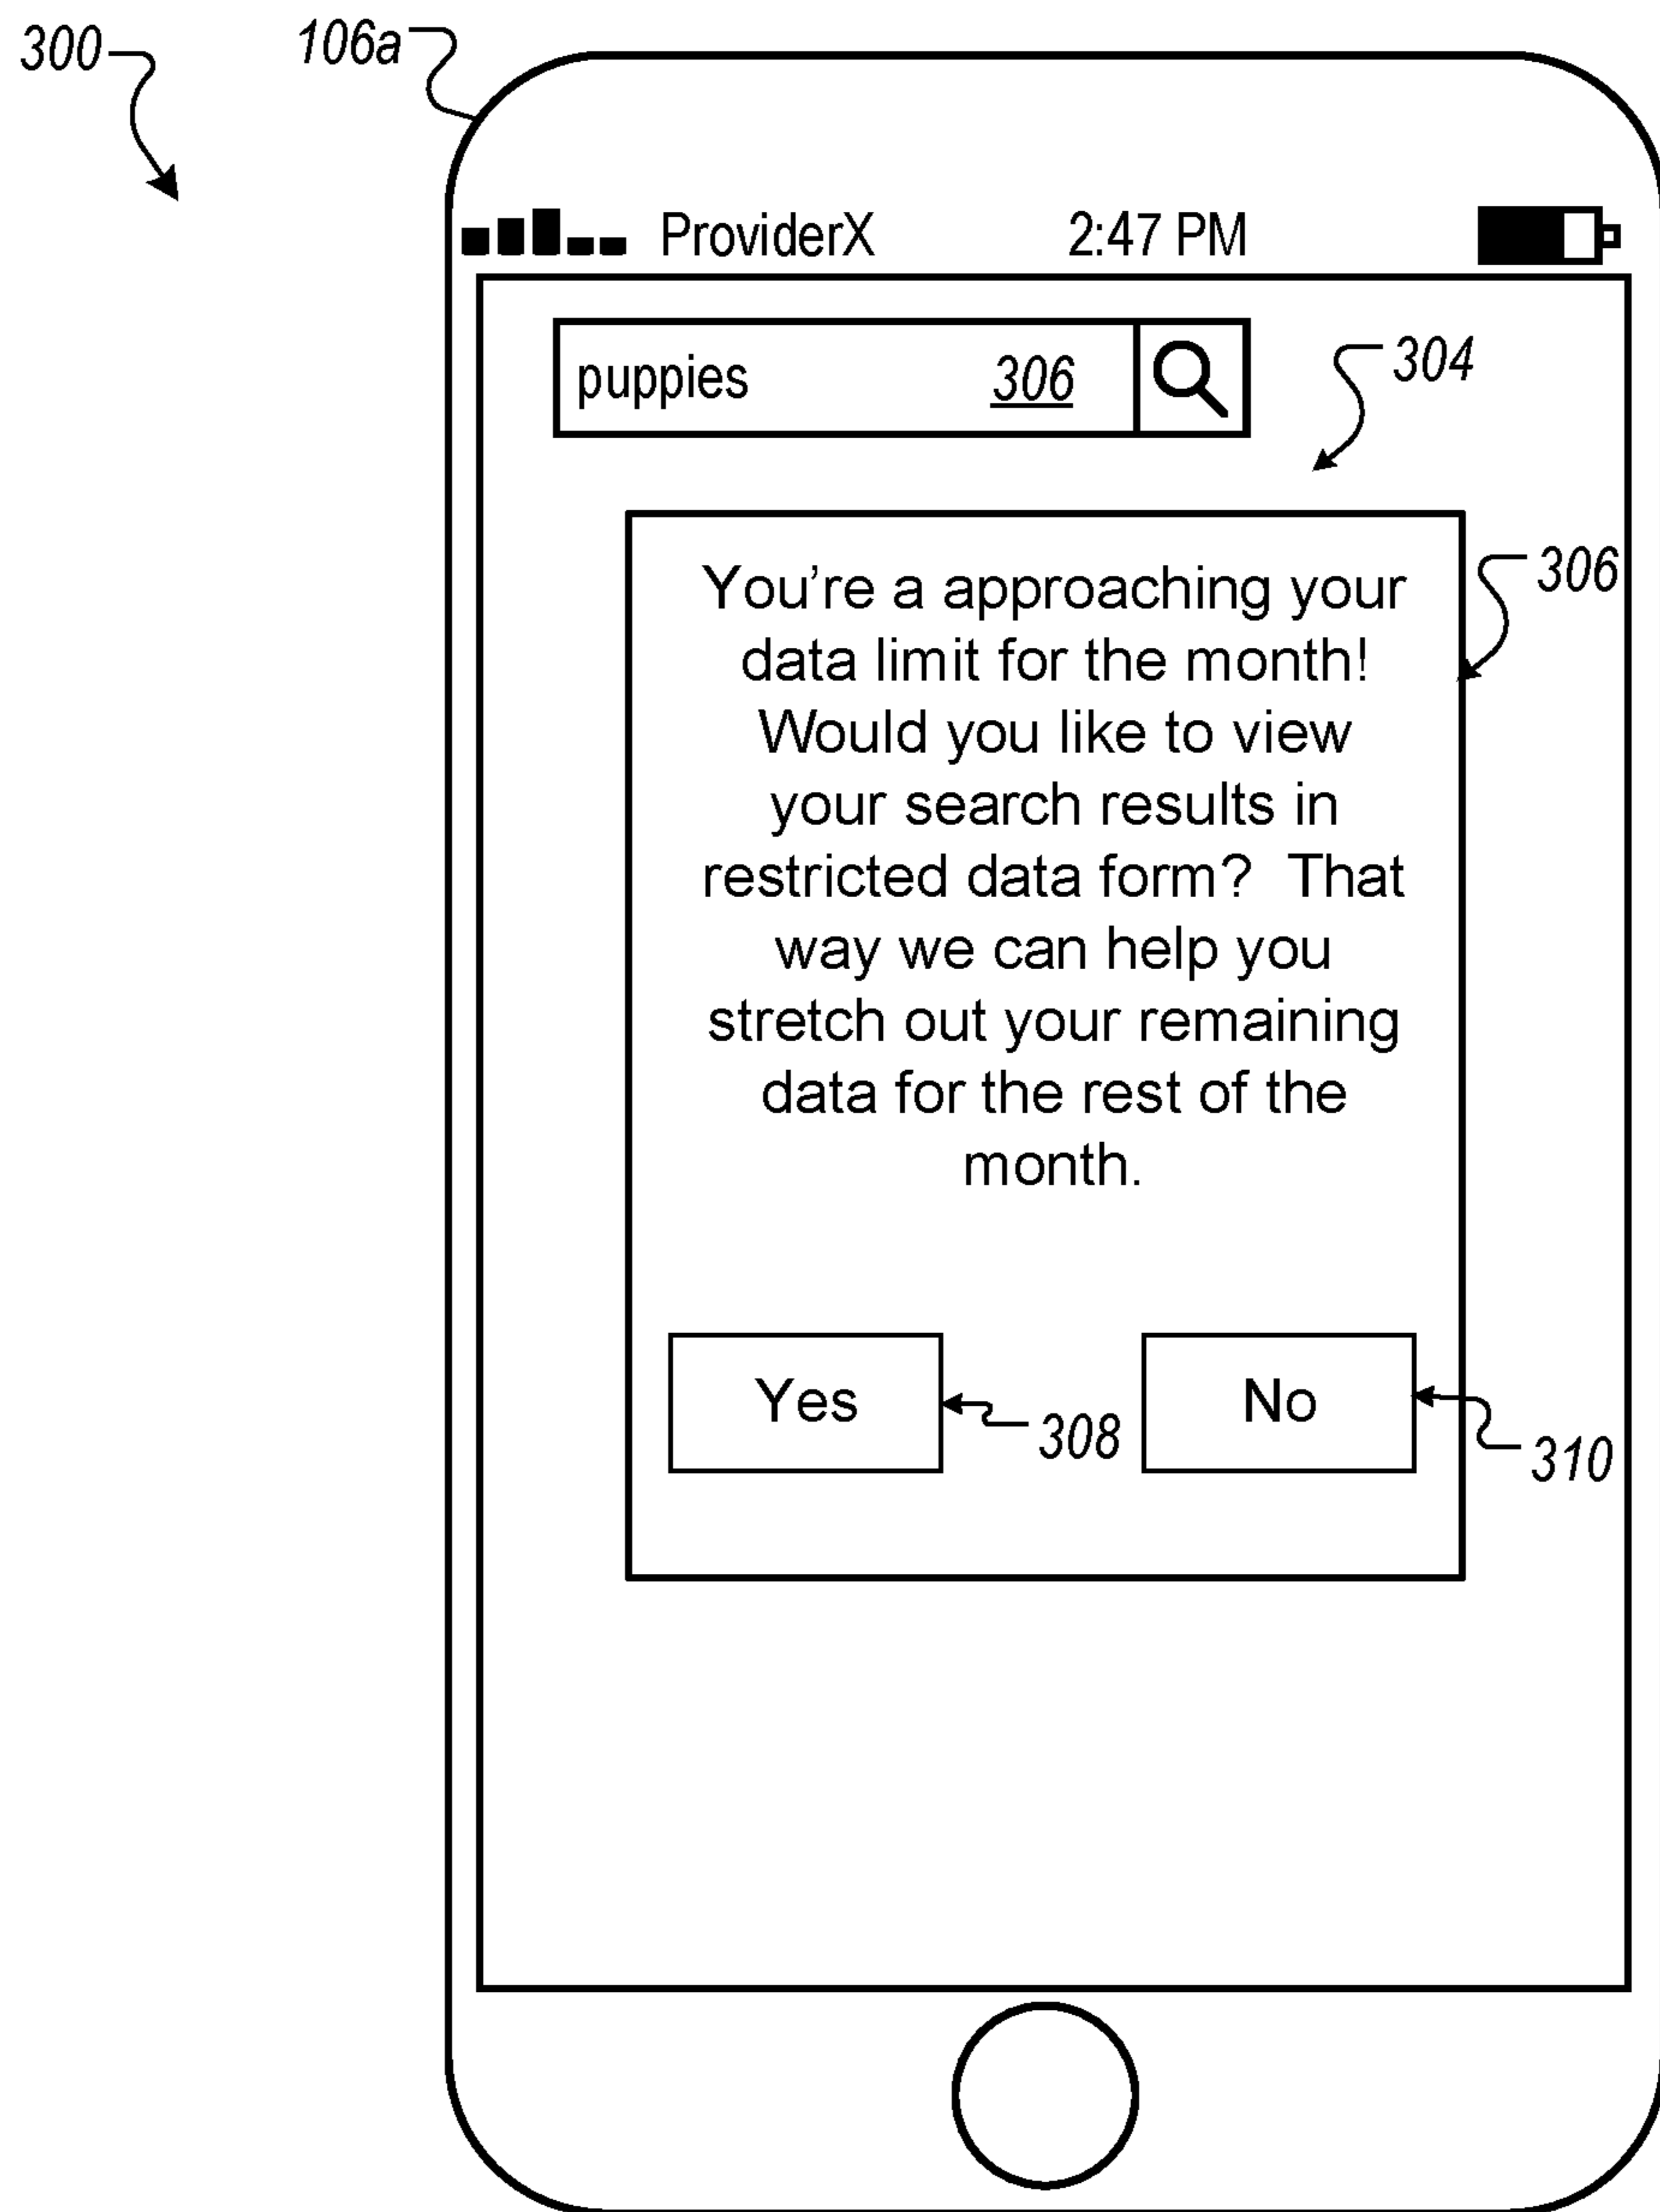 300
106a
ProviderX 2:47 PM
puppies 306
304
You're a approaching your
306
data limit for the month!
Would you like to view
your search results in
restricted data form? That
way we can help you
stretch out your remaining
data for the rest of the
month.
Yes
308
No
310